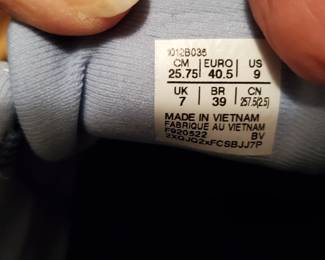 1012B036
CM | EURO | US
25.75 | 40.5 | 9
UK | BR | CN
7 | 39 | 257.5(2.5)
MADE IN VIETNAM
FABRIQUE AU VIETNAM
F920522 BV
2XQJQ2xFCSBJJ7P